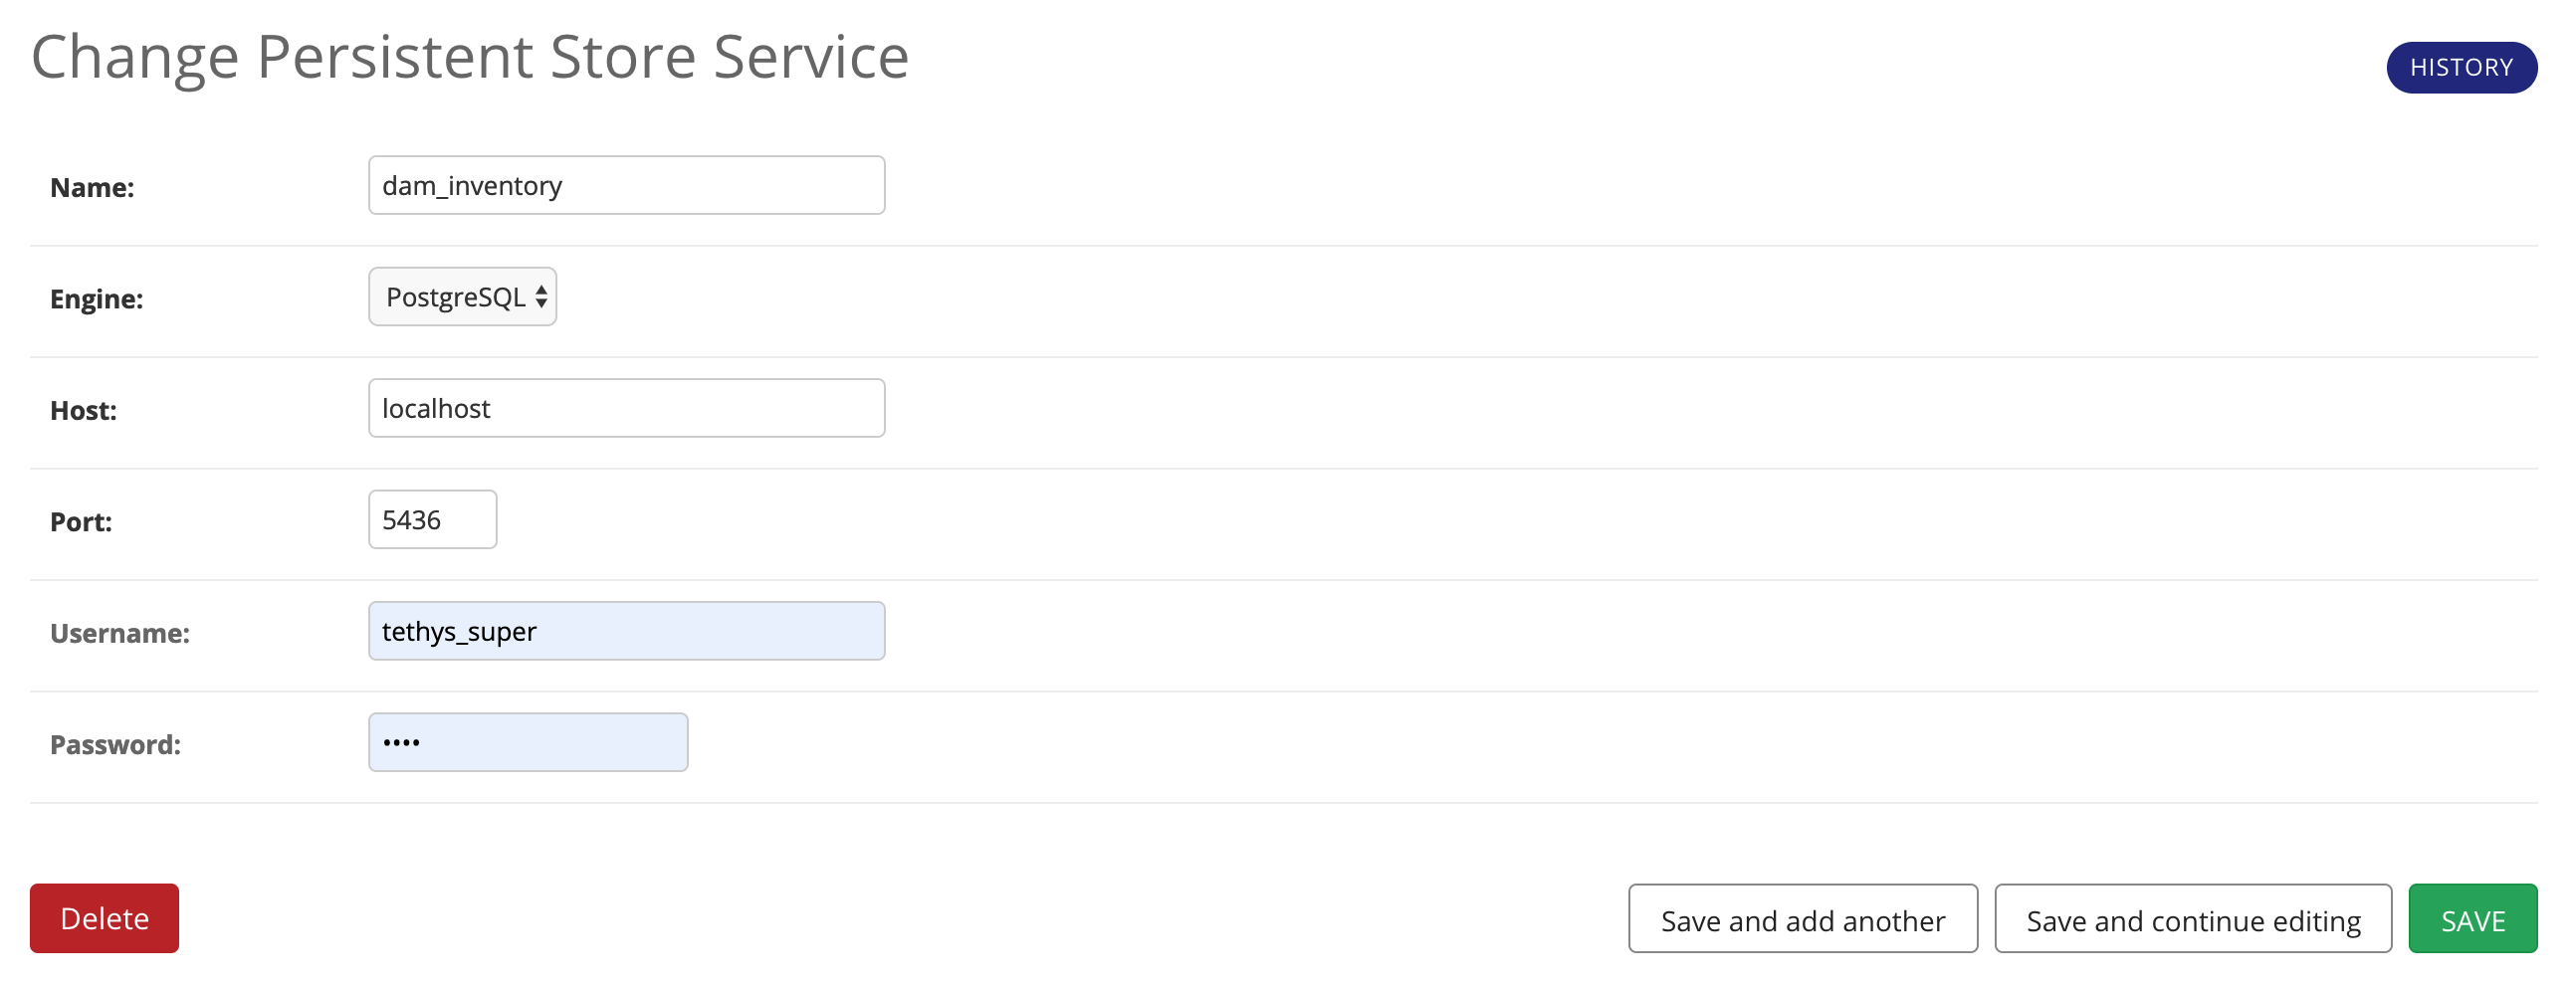 Change Persistent Store Service
HISTORY
Name: dam_inventory
Engine: PostgreSQL
Host: localhost
Port: 5436
Username: tethys_super
Password: ••••
Delete Save and add another Save and continue editing SAVE